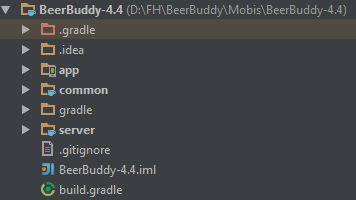 BeerBuddy-4.4 (D:\FH\BeerBuddy\Mobis\BeerBuddy-4.4)
.gradle
.idea
app
common
gradle
server
.gitignore
BeerBuddy-4.4.iml
build.gradle